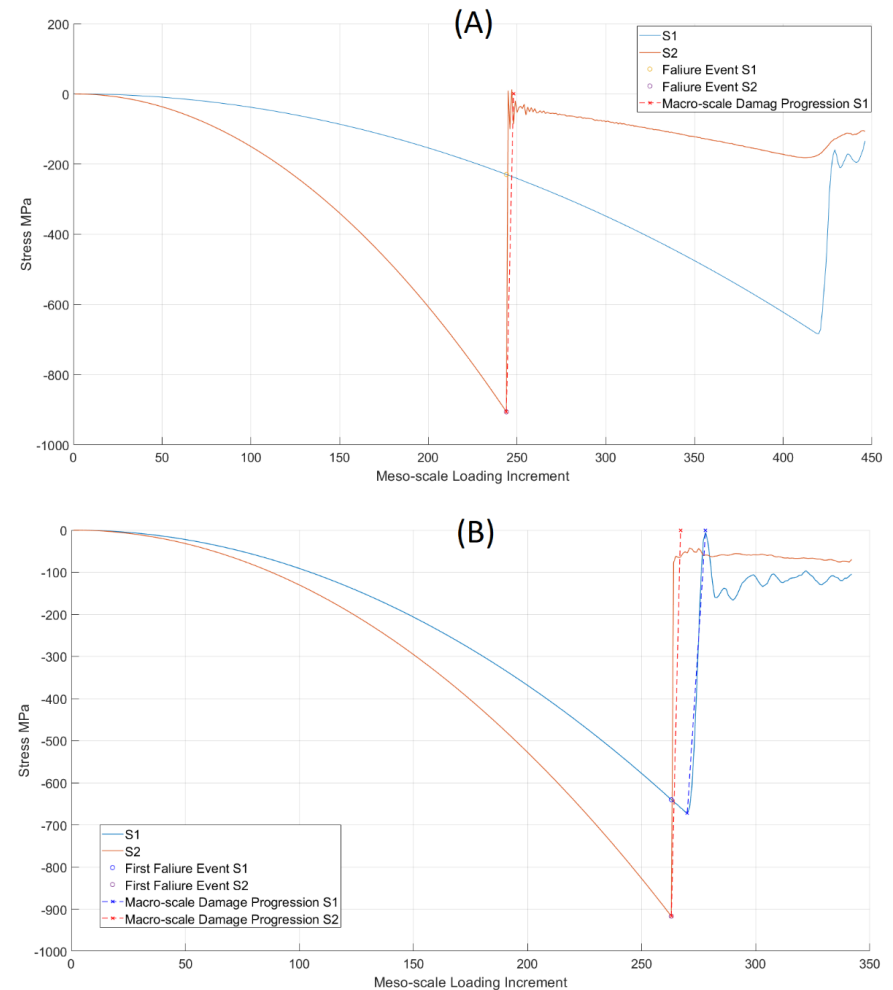 (A)
200
0
-200
-400
-600
-800
-1000
Stress MPa
S1
S2
Faliure Event S1
Faliure Event S2
Macro-scale Damag Progression S1
0 50 100 150 200 250 300 350 400 450
Meso-scale Loading Increment
(B)
0
-100
-200
-300
-400
-500
-600
-700
-800
-900
-1000
Stress MPa
S1
S2
First Faliure Event S1
First Faliure Event S2
Macro-scale Damage Progression S1
Macro-scale Damage Progression S2
0 50 100 150 200 250 300 350
Meso-scale Loading Increment